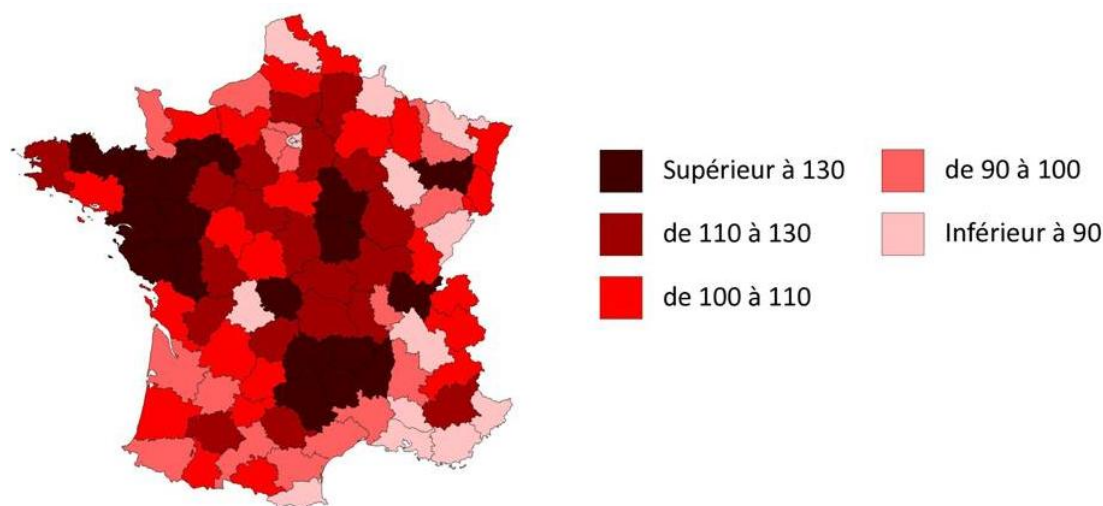 Supérieur à 130
de 110 à 130
de 100 à 110
de 90 à 100
Inférieur à 90